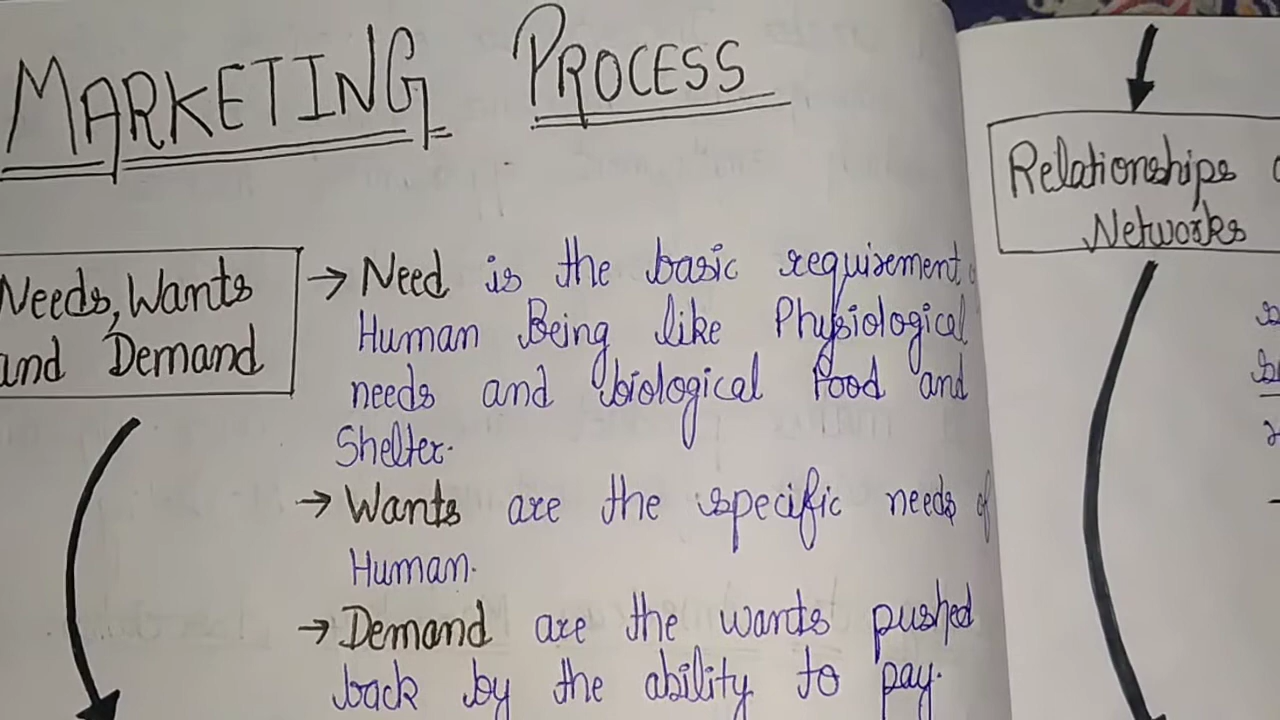 MARKETING PROCESS
Needs, Wants
and Demand
→ Need is the basic requirement
Human Being like Physiological
needs and biological Food and
Shelter.
→ Wants are the specific needs of
Human.
→ Demand are the wants pushed
back by the ability to pay.
Relationships
Networks